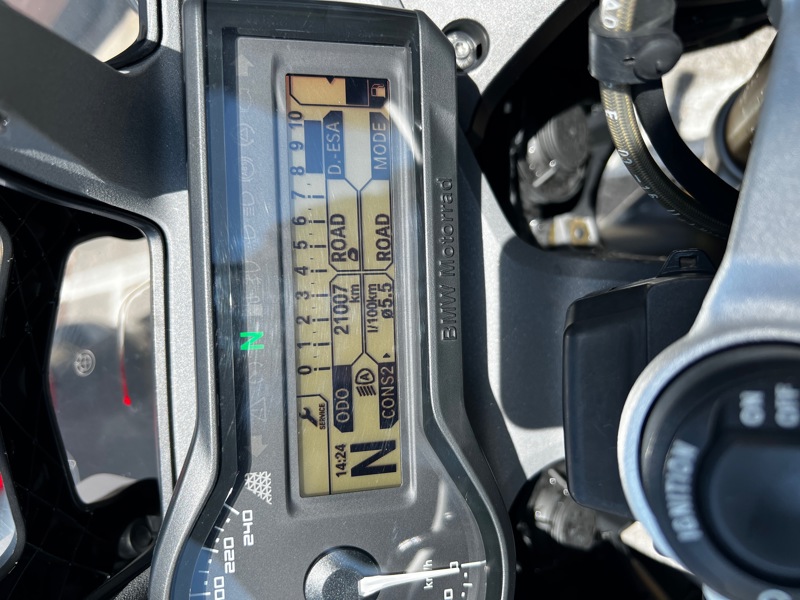 0 1 2 3 4 5 6 7 8 9 10
14:24
SERVICE
N
ODO
21007
km
ROAD
D.-ESA
CONS2
l/100km
ø5.5
ROAD
MODE
N
BMW Motorrad
220
240
km/h
ON
OFF
IGNITION